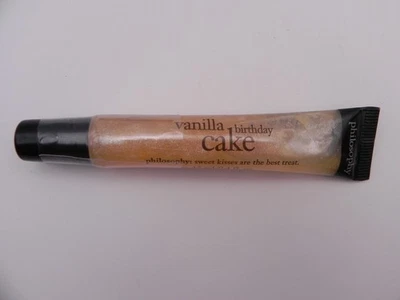 vanilla birthday
cake
philosophy: sweet kisses are the best treat.
philosophy